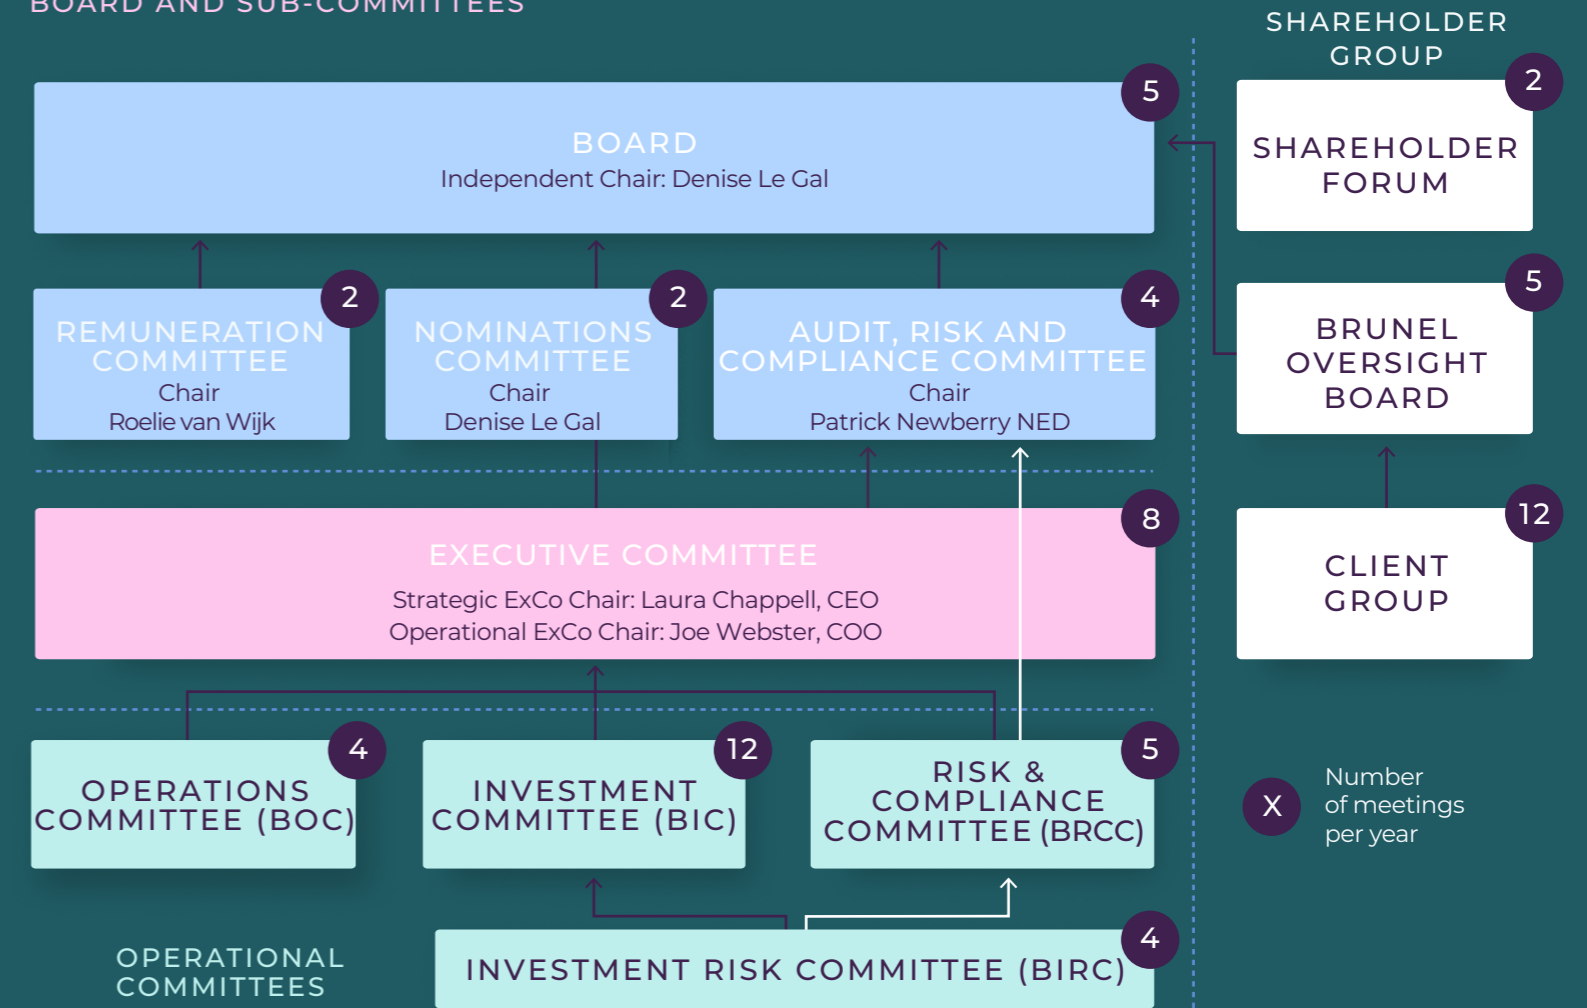 BOARD AND SUB-COMMITTEES
SHAREHOLDER
GROUP
5
BOARD
Independent Chair: Denise Le Gal
2
SHAREHOLDER
FORUM
2
REMUNERATION
COMMITTEE
Chair
Roelie van Wijk
2
NOMINATIONS
COMMITTEE
Chair
Denise Le Gal
4
AUDIT, RISK AND
COMPLIANCE COMMITTEE
Chair
Patrick Newberry NED
5
BRUNEL
OVERSIGHT
BOARD
8
EXECUTIVE COMMITTEE
Strategic ExCo Chair: Laura Chappell, CEO
Operational ExCo Chair: Joe Webster, COO
12
CLIENT
GROUP
4
OPERATIONS
COMMITTEE (BOC)
12
INVESTMENT
COMMITTEE (BIC)
5
RISK &
COMPLIANCE
COMMITTEE (BRCC)
X
Number
of meetings
per year
OPERATIONAL
COMMITTEES
4
INVESTMENT RISK COMMITTEE (BIRC)